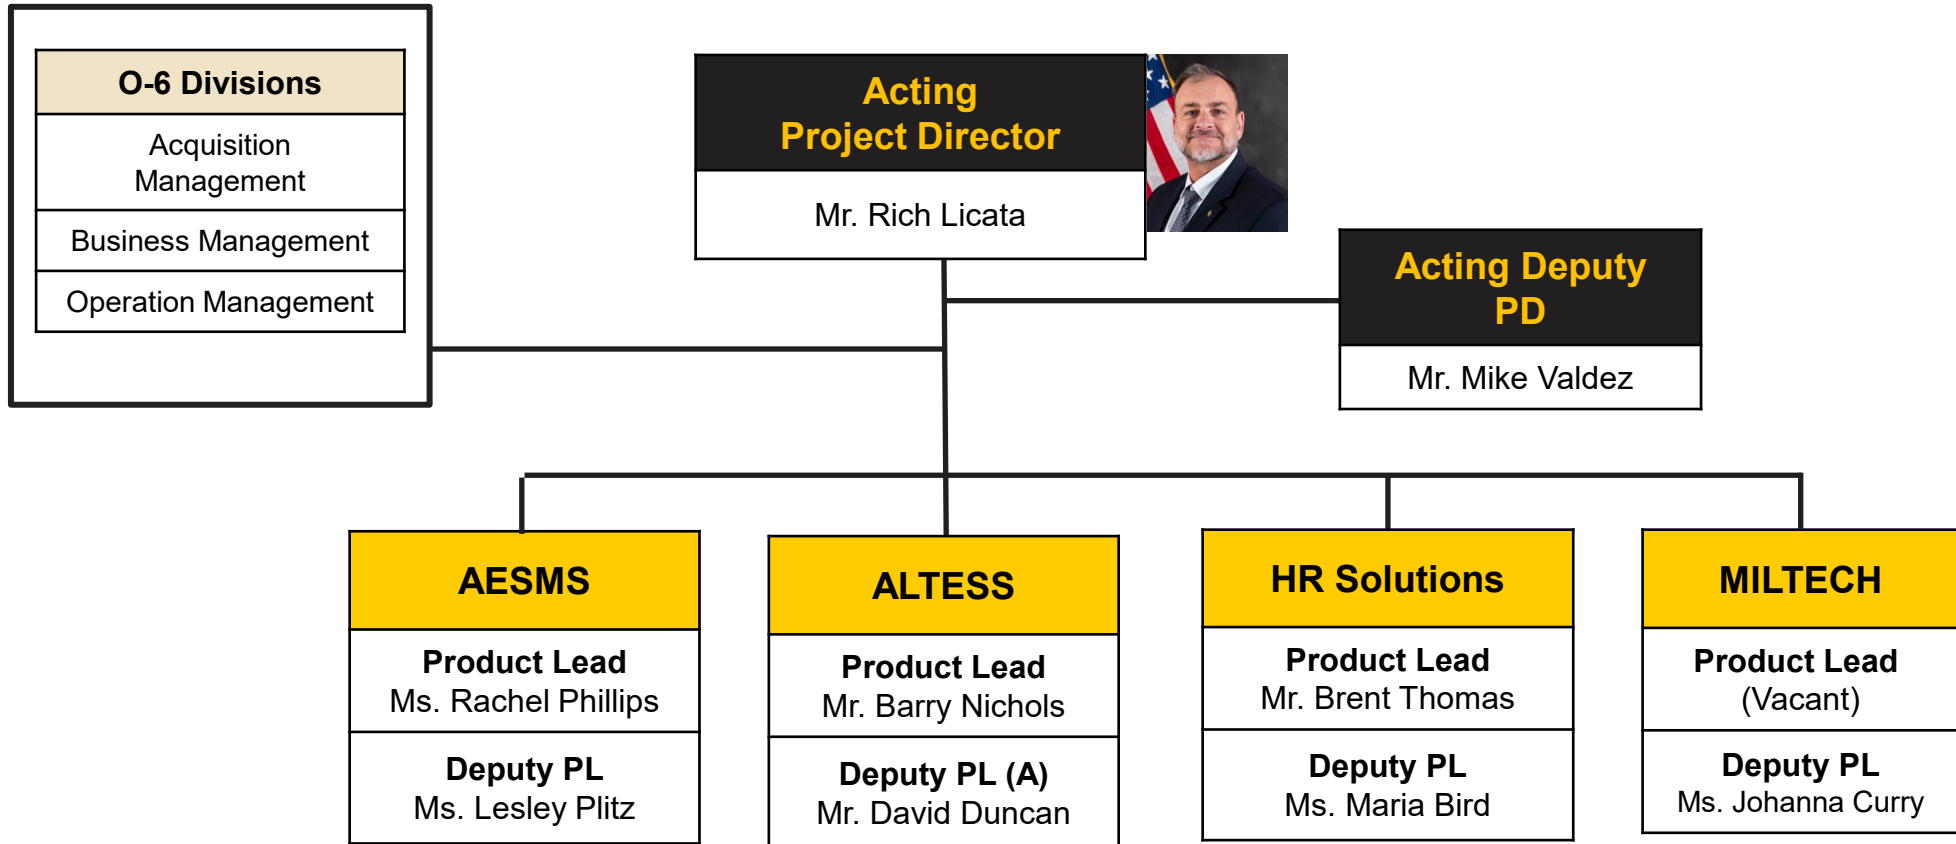 O-6 Divisions
Acquisition
Management
Business Management
Operation Management
Acting
Project Director
Mr. Rich Licata
Acting Deputy
PD
Mr. Mike Valdez
AESMS
Product Lead
Ms. Rachel Phillips
Deputy PL
Ms. Lesley Plitz
ALTESS
Product Lead
Mr. Barry Nichols
Deputy PL (A)
Mr. David Duncan
HR Solutions
Product Lead
Mr. Brent Thomas
Deputy PL
Ms. Maria Bird
MILTECH
Product Lead
(Vacant)
Deputy PL
Ms. Johanna Curry